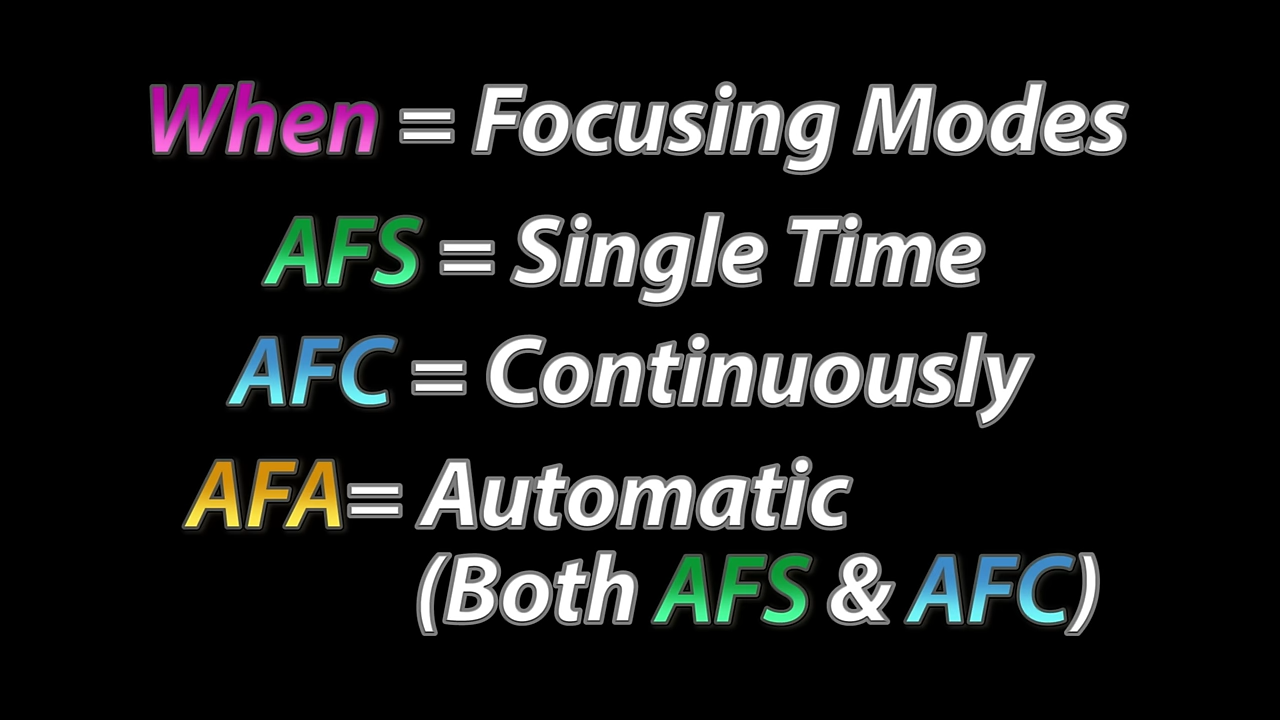 When = Focusing Modes
AFS = Single Time
AFC = Continuously
AFA= Automatic
(Both AFS & AFC)